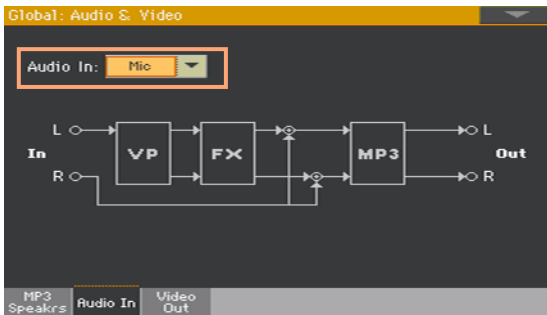 Global: Audio & Video
Audio In: Mic
L
L
In
VP
FX
MP3
Out
R
R
MP3
Speakrs
Audio In
Video
Out